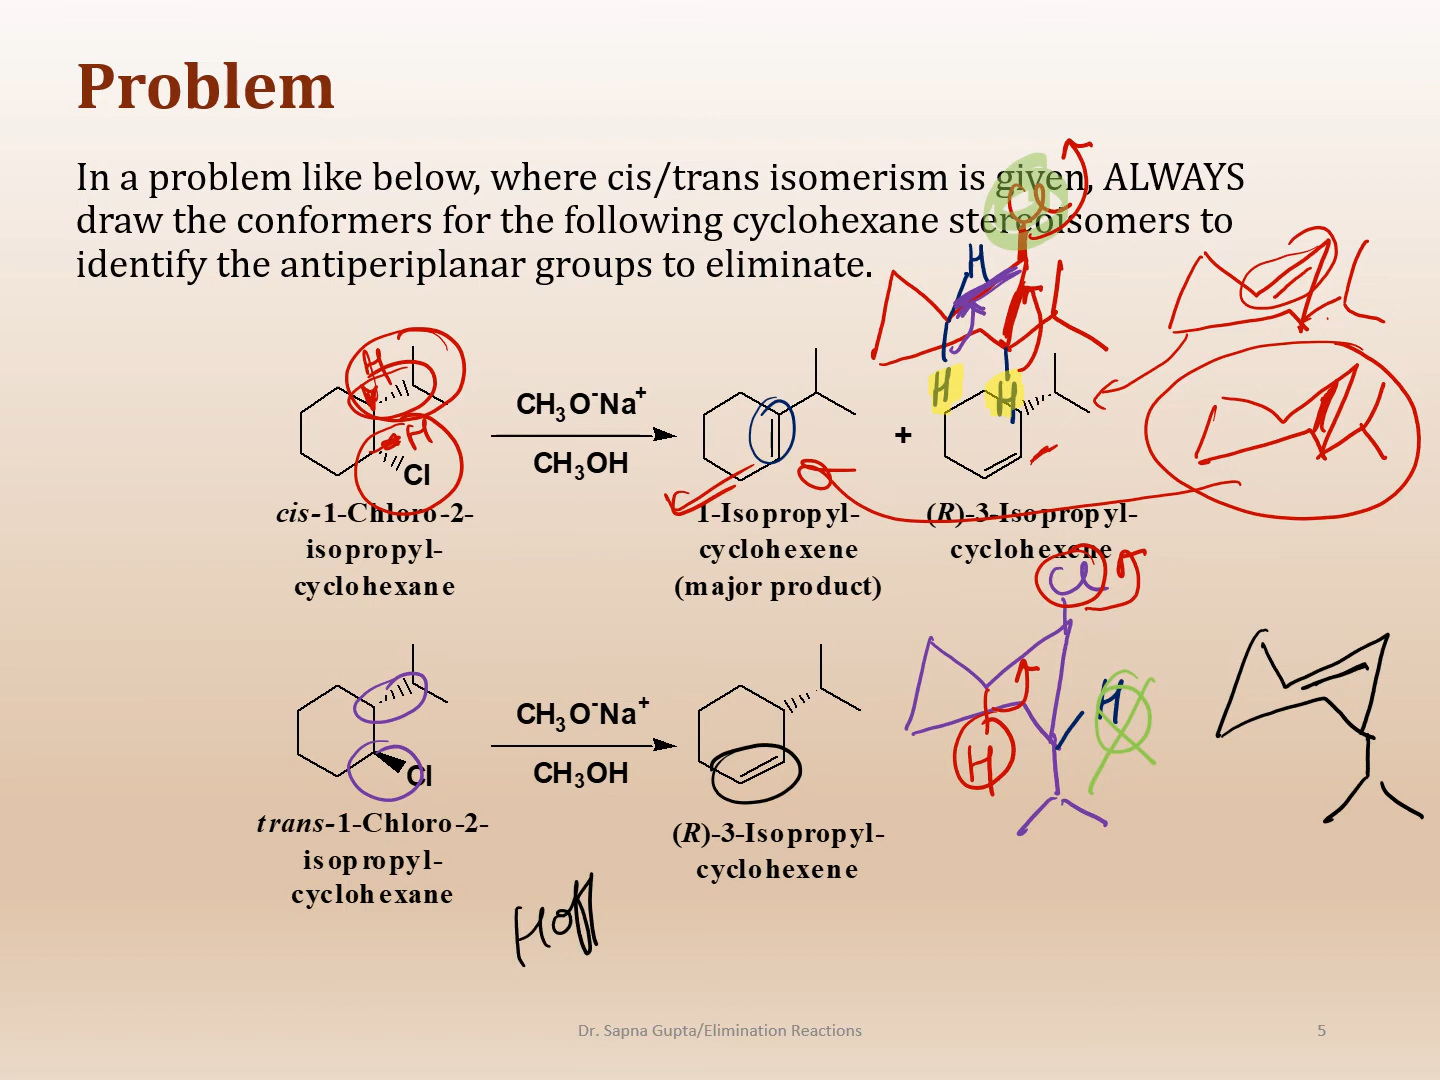 Problem
In a problem like below, where cis/trans isomerism is given, ALWAYS
draw the conformers for the following cyclohexane stereoisomers to
identify the antiperiplanar groups to eliminate.
Cl
H
H
H
H
Cl
CH3O-Na+
CH3OH
+
cis-1-Chloro-2-
isopropyl-
cyclohexane
1-Isopropyl-
cyclohexene
(major product)
(R)-3-Isopropyl-
cyclohexene
Cl
H
H
Cl
CH3O-Na+
CH3OH
trans-1-Chloro-2-
isopropyl-
cyclohexane
(R)-3-Isopropyl-
cyclohexene
Hoff
Dr. Sapna Gupta/Elimination Reactions
5